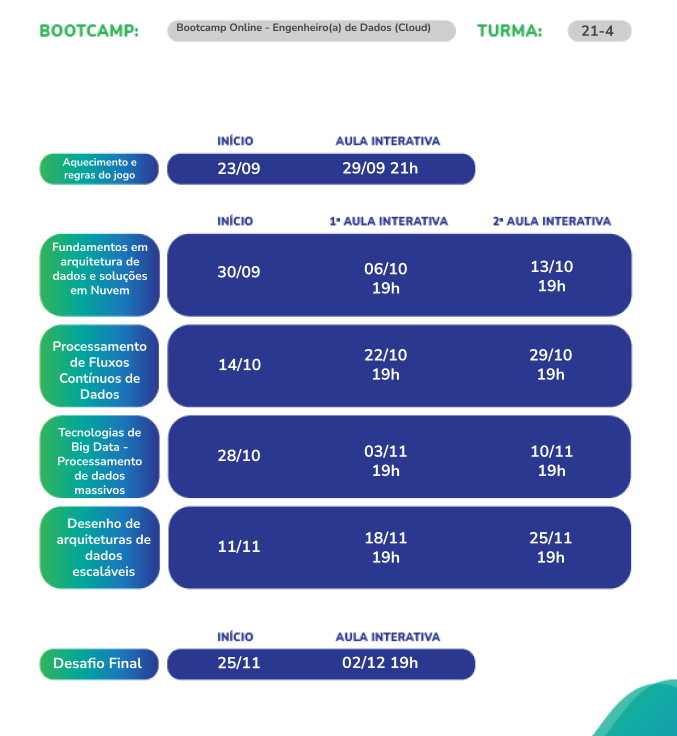 BOOTCAMP: Bootcamp Online - Engenheiro(a) de Dados (Cloud) TURMA: 21-4
INÍCIO AULA INTERATIVA
Aquecimento e
regras do jogo
23/09 29/09 21h
INÍCIO 1ª AULA INTERATIVA 2ª AULA INTERATIVA
Fundamentos em
arquitetura de
dados e soluções
em Nuvem
30/09
06/10
19h
13/10
19h
Processamento
de Fluxos
Contínuos de
Dados
14/10
22/10
19h
29/10
19h
Tecnologias de
Big Data -
Processamento
de dados
massivos
28/10
03/11
19h
10/11
19h
Desenho de
arquiteturas de
dados
escaláveis
11/11
18/11
19h
25/11
19h
INÍCIO AULA INTERATIVA
Desafio Final 25/11 02/12 19h